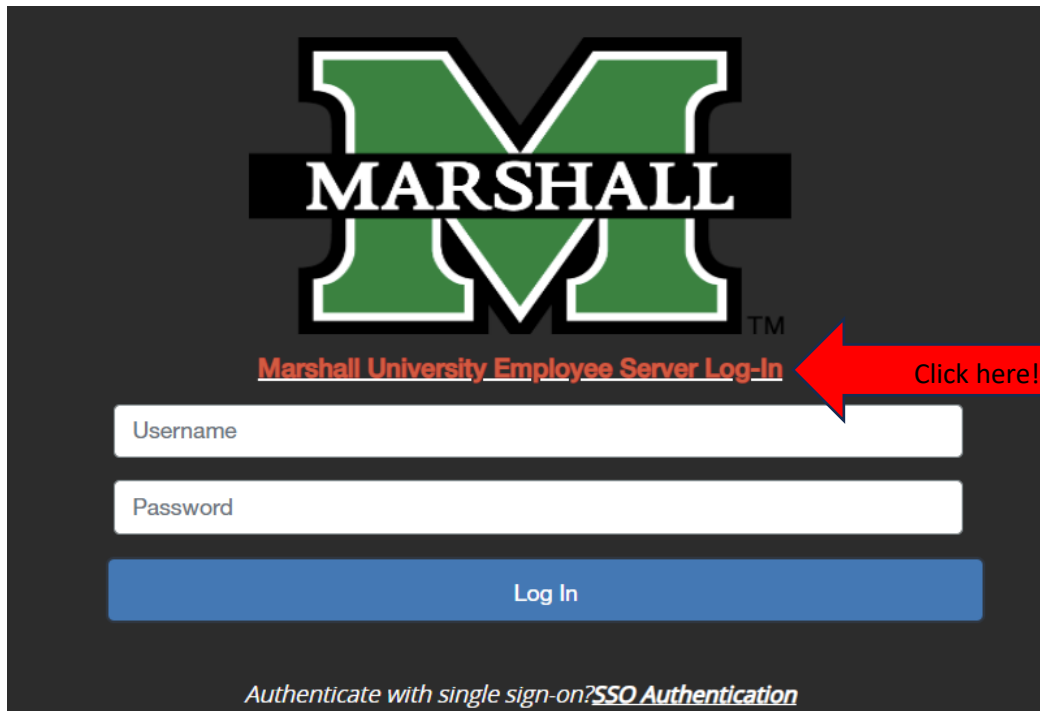 MARSHALL
TM
Marshall University Employee Server Log-In
Click here!
Username
Password
Log In
Authenticate with single sign-on?SSO Authentication